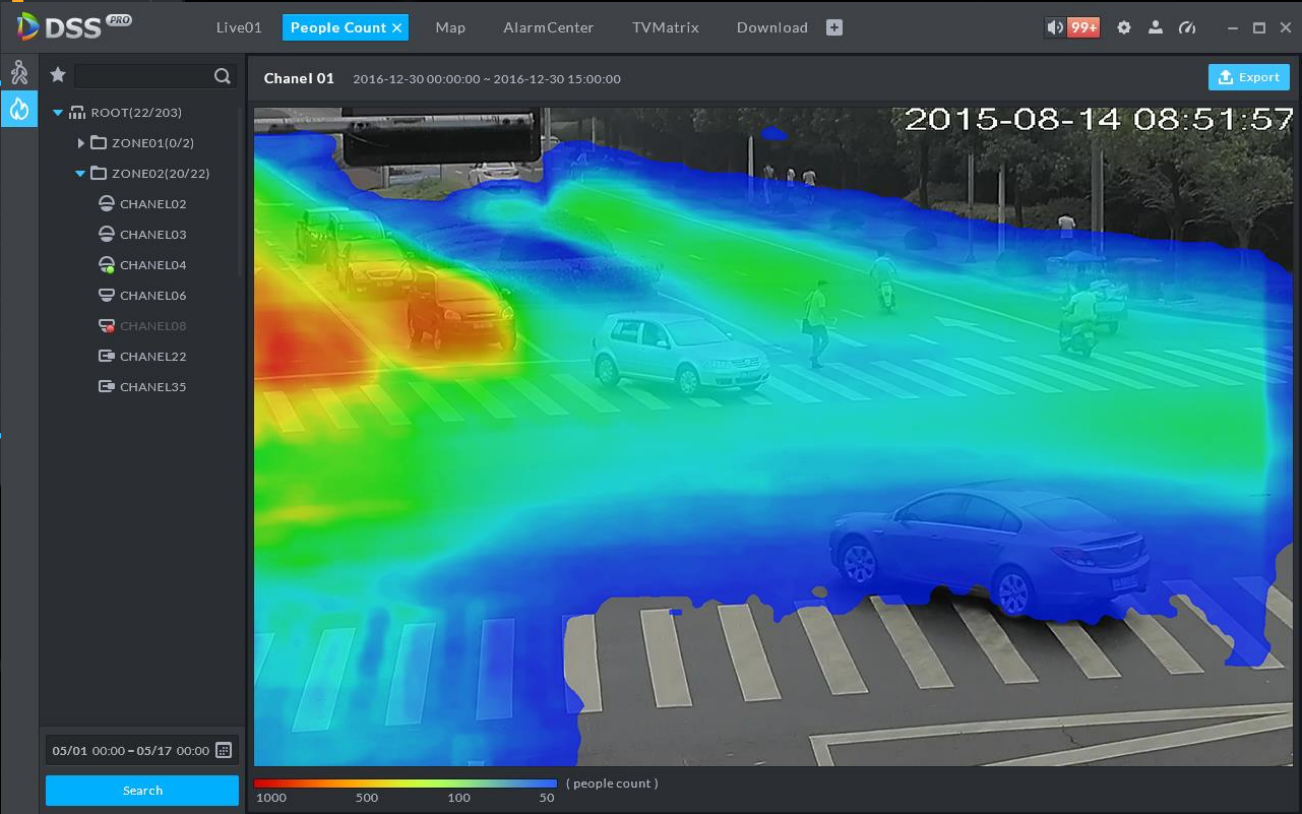 DSS PRO
Live01 People Count × Map AlarmCenter TVMatrix Download
99+
Chanel 01 2016-12-30 00:00:00 ~ 2016-12-30 15:00:00
Export
ROOT(22/203)
ZONE01(0/2)
ZONE02(20/22)
CHANEL02
CHANEL03
CHANEL04
CHANEL06
CHANEL08
CHANEL22
CHANEL35
2015-08-14 08:51:57
05/01 00:00 – 05/17 00:00
Search
( people count )
1000 500 100 50